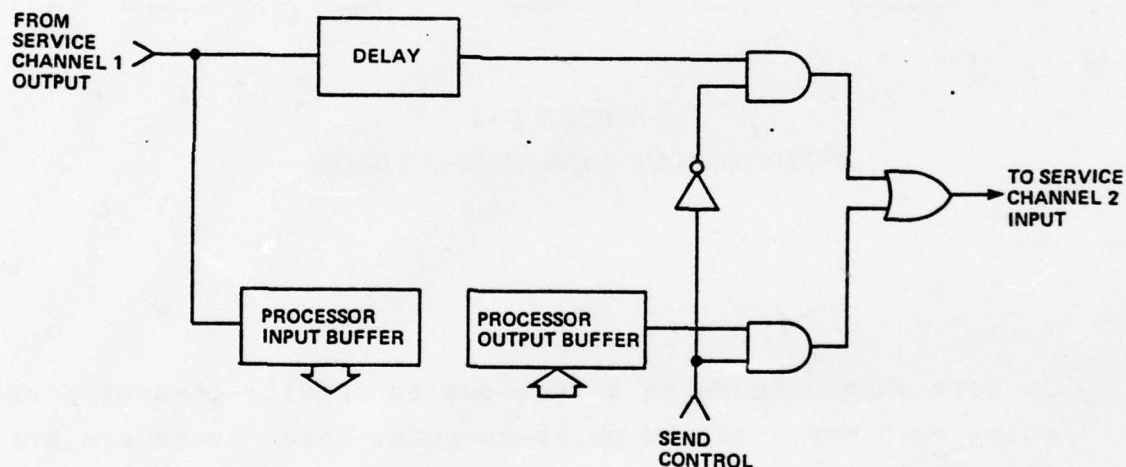 FROM
SERVICE
CHANNEL 1
OUTPUT
DELAY
TO SERVICE
CHANNEL 2
INPUT
PROCESSOR
INPUT BUFFER
PROCESSOR
OUTPUT BUFFER
SEND
CONTROL